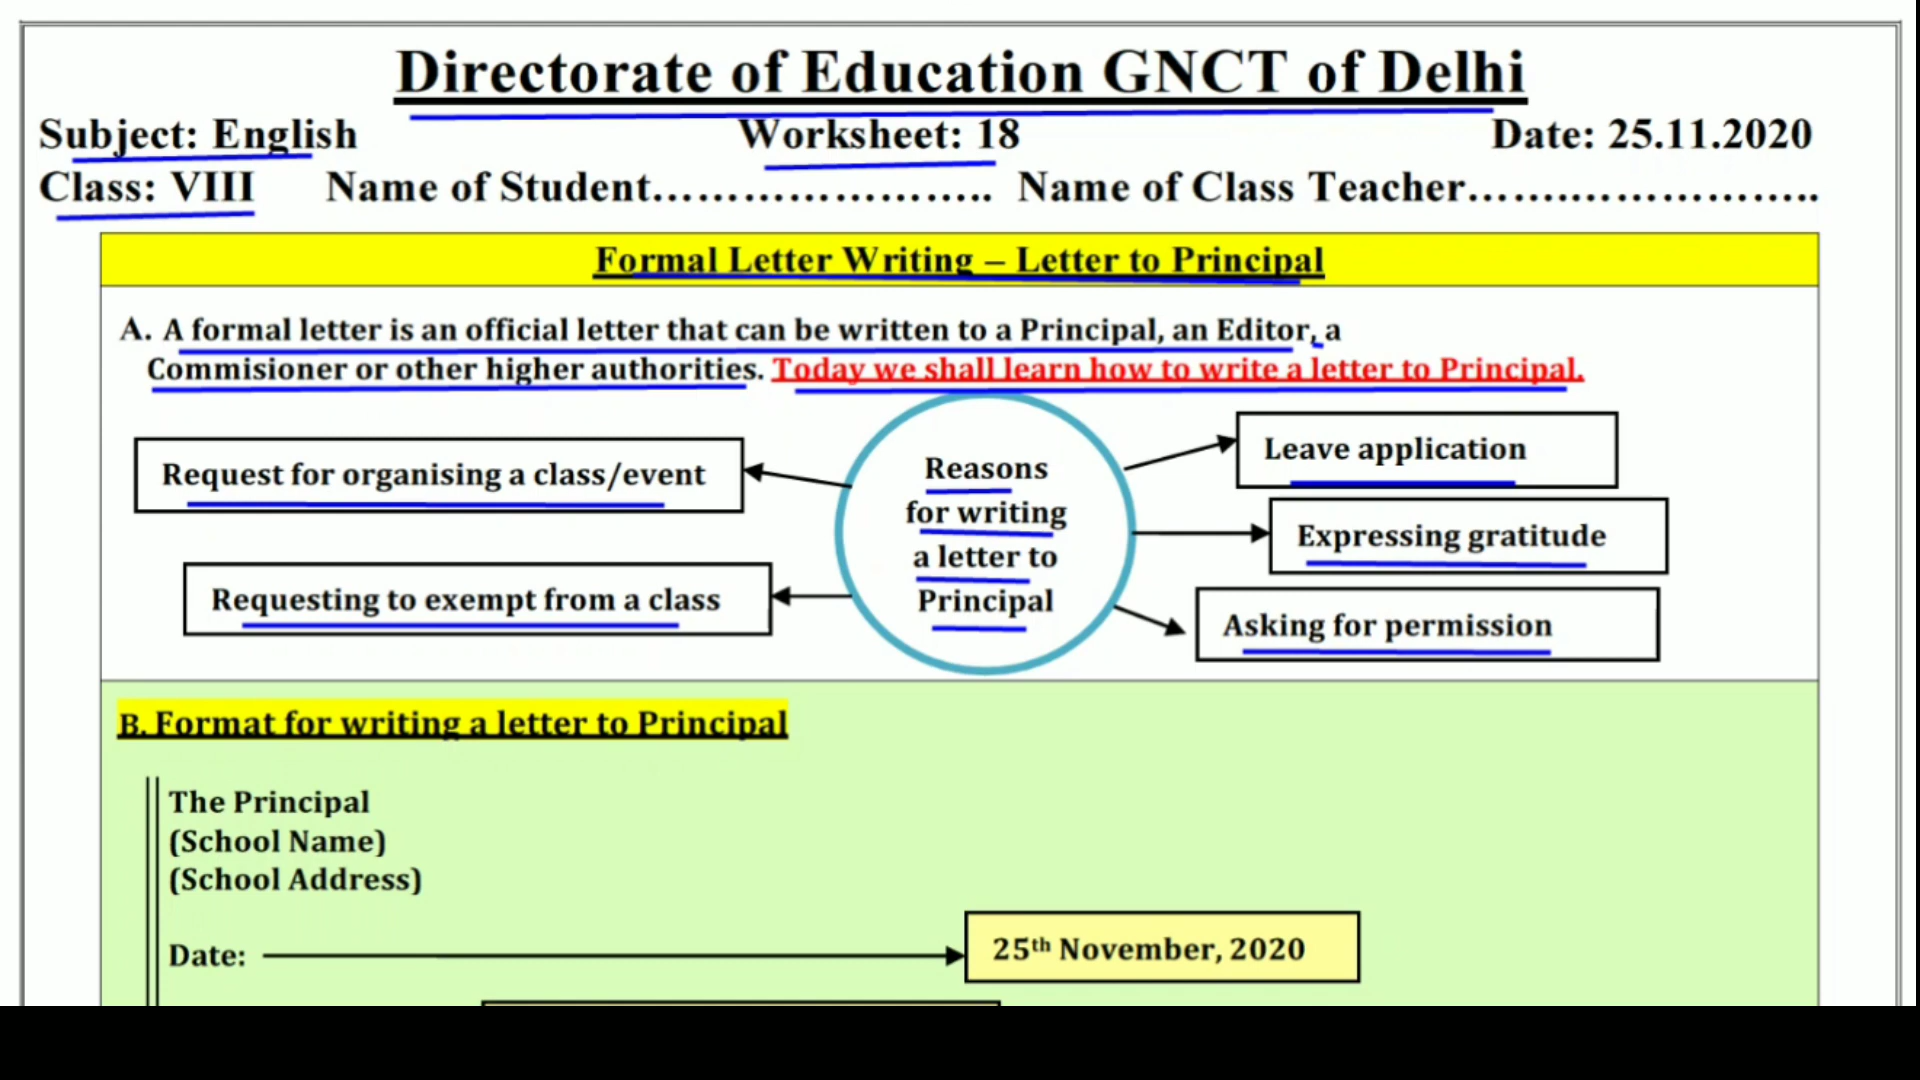 Directorate of Education GNCT of Delhi
Subject: English Worksheet: 18 Date: 25.11.2020
Class: VIII Name of Student………………….. Name of Class Teacher…….………………..
Formal Letter Writing – Letter to Principal
A. A formal letter is an official letter that can be written to a Principal, an Editor, a
Commisioner or other higher authorities. Today we shall learn how to write a letter to Principal.
Request for organising a class/event
Requesting to exempt from a class
Reasons
for writing
a letter to
Principal
Leave application
Expressing gratitude
Asking for permission
B. Format for writing a letter to Principal
The Principal
(School Name)
(School Address)
Date: 25th November, 2020